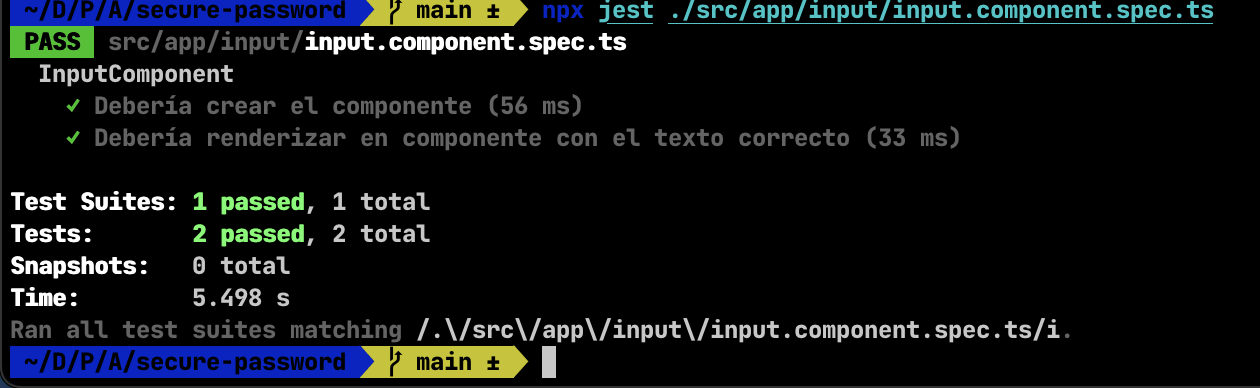 ~/D/P/A/secure-password main ± npx jest ./src/app/input/input.component.spec.ts
PASS src/app/input/input.component.spec.ts
InputComponent
✓ Debería crear el componente (56 ms)
✓ Debería renderizar en componente con el texto correcto (33 ms)
Test Suites: 1 passed, 1 total
Tests: 2 passed, 2 total
Snapshots: 0 total
Time: 5.498 s
Ran all test suites matching /.\/src\/app\/input\/input.component.spec.ts/i.
~/D/P/A/secure-password main ±